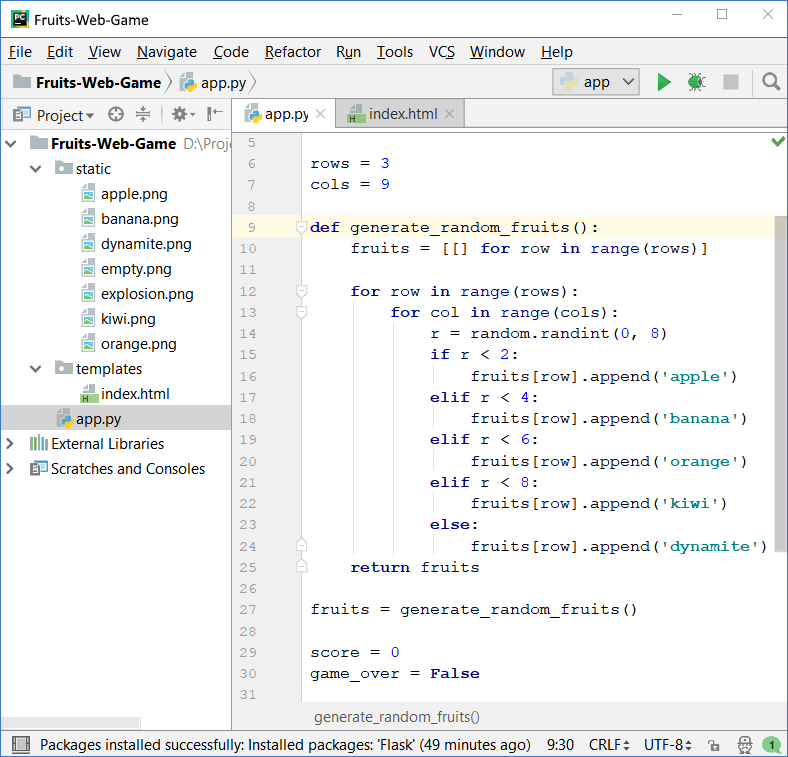 Fruits-Web-Game
File Edit View Navigate Code Refactor Run Tools VCS Window Help
Fruits-Web-Game app.py app
Project
app.py index.html
Fruits-Web-Game D:\Proj
static
apple.png
banana.png
dynamite.png
empty.png
explosion.png
kiwi.png
orange.png
templates
index.html
app.py
External Libraries
Scratches and Consoles
5
6 rows = 3
7 cols = 9
8
9 def generate_random_fruits():
10 fruits = [[] for row in range(rows)]
11
12 for row in range(rows):
13 for col in range(cols):
14 r = random.randint(0, 8)
15 if r < 2:
16 fruits[row].append('apple')
17 elif r < 4:
18 fruits[row].append('banana')
19 elif r < 6:
20 fruits[row].append('orange')
21 elif r < 8:
22 fruits[row].append('kiwi')
23 else:
24 fruits[row].append('dynamite')
25 return fruits
26
27 fruits = generate_random_fruits()
28
29 score = 0
30 game_over = False
31
generate_random_fruits()
Packages installed successfully: Installed packages: 'Flask' (49 minutes ago) 9:30 CRLF UTF-8 1